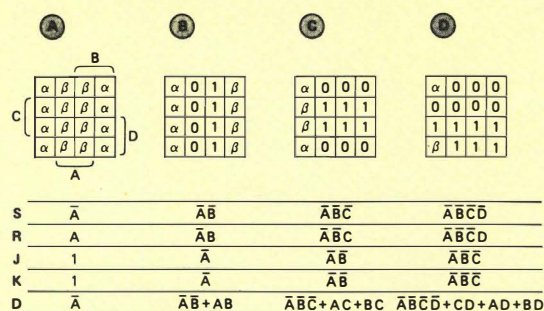 A B C D
B
α β β α α 0 1 β α 0 0 0 α 0 0 0
α β β α α 0 1 β β 1 1 1 0 0 0 0
C
α β β α α 0 1 β β 1 1 1 1 1 1 1
D
α β β α α 0 1 β α 0 0 0 β 1 1 1
A
S Ā ĀB̄ ĀB̄C̄ ĀB̄C̄D̄
R A ĀB ĀB̄C ĀB̄C̄D
J 1 Ā ĀB̄ ĀB̄C̄
K 1 Ā ĀB̄ ĀB̄C̄
D Ā ĀB̄+AB ĀB̄C̄+AC+BC ĀB̄C̄D̄+CD+AD+BD